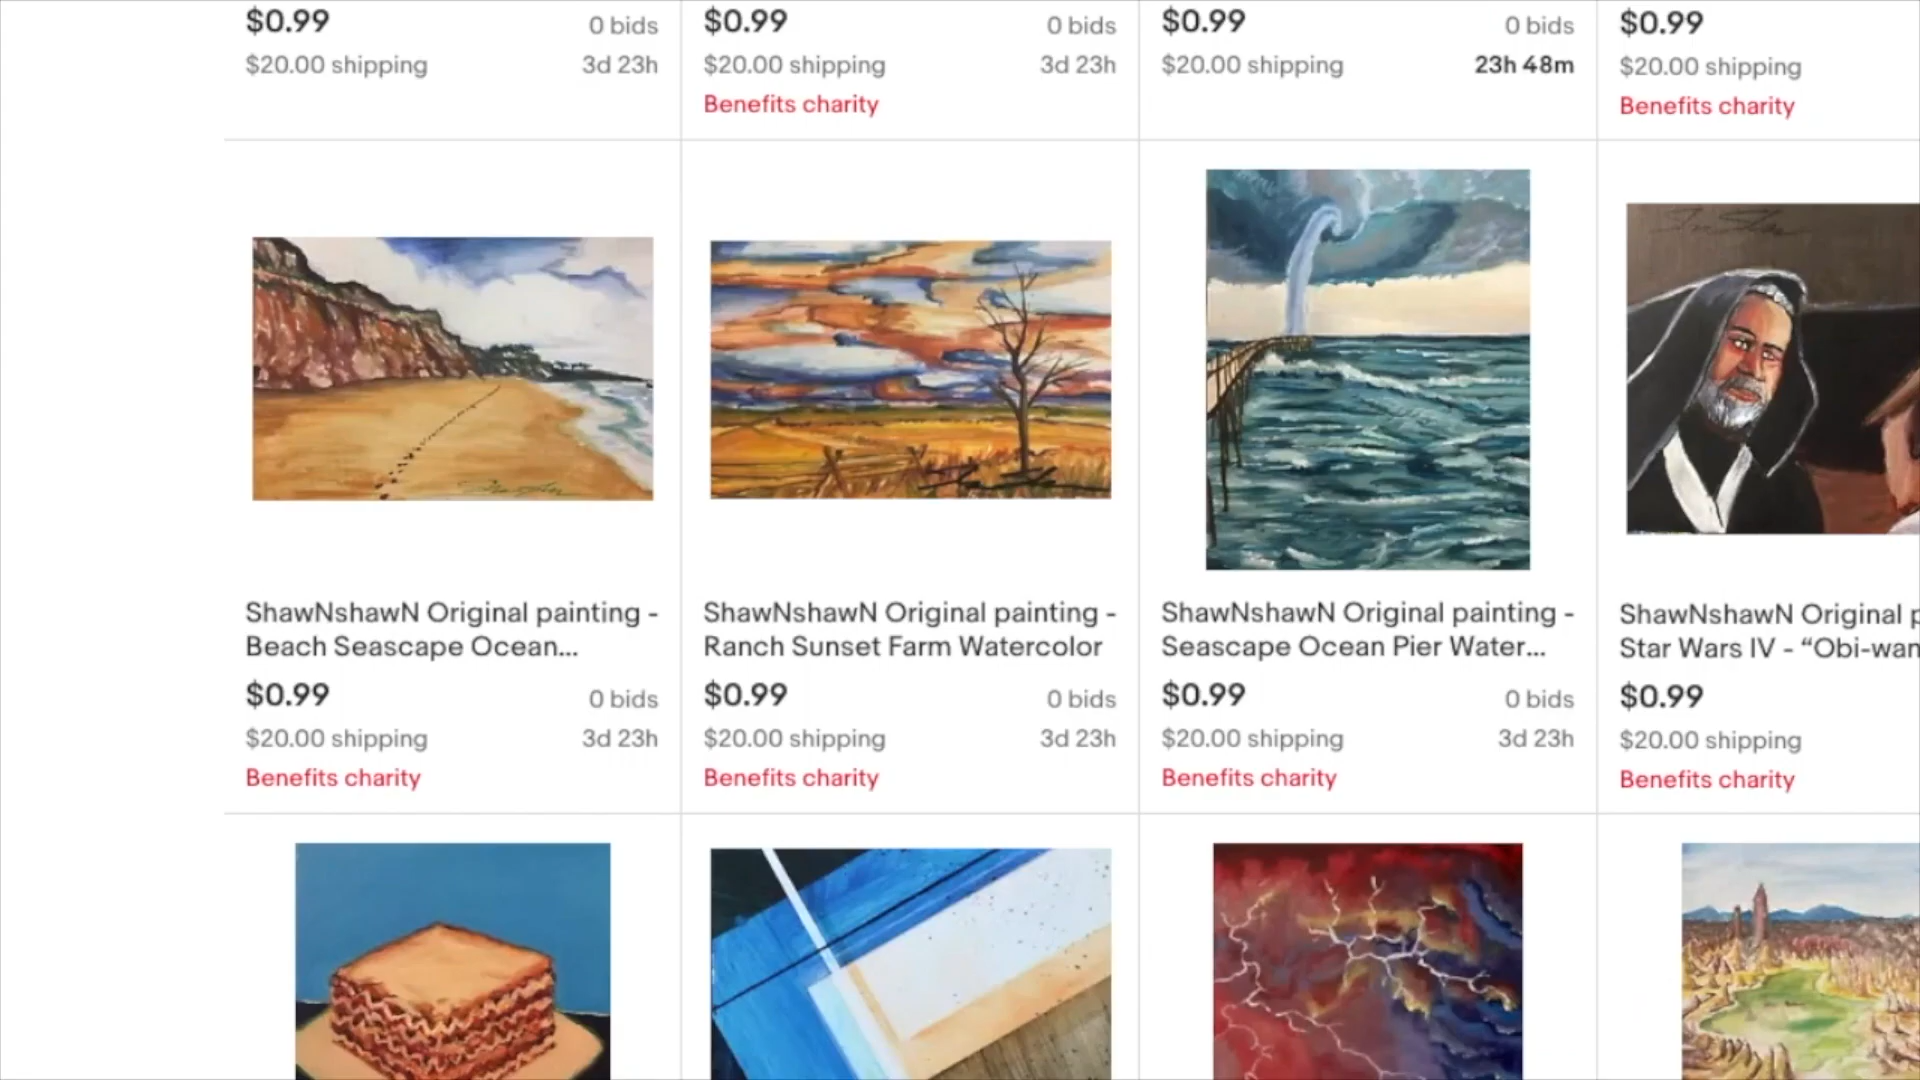 $0.99 0 bids
$20.00 shipping 3d 23h
$0.99 0 bids
$20.00 shipping 3d 23h
Benefits charity
$0.99 0 bids
$20.00 shipping 23h 48m
$0.99
$20.00 shipping
Benefits charity
ShawNshawN Original painting -
Beach Seascape Ocean...
$0.99 0 bids
$20.00 shipping 3d 23h
Benefits charity
ShawNshawN Original painting -
Ranch Sunset Farm Watercolor
$0.99 0 bids
$20.00 shipping 3d 23h
Benefits charity
ShawNshawN Original painting -
Seascape Ocean Pier Water...
$0.99 0 bids
$20.00 shipping 3d 23h
Benefits charity
ShawNshawN Original p
Star Wars IV - “Obi-wan
$0.99
$20.00 shipping
Benefits charity